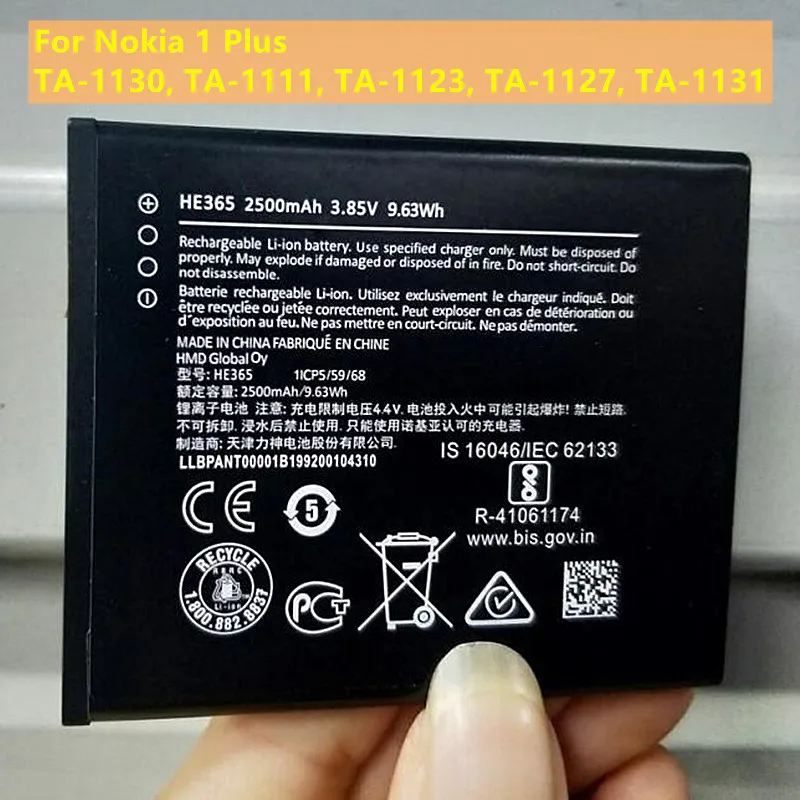 For Nokia 1 Plus
TA-1130, TA-1111, TA-1123, TA-1127, TA-1131
HE365 2500mAh 3.85V 9.63Wh
Rechargeable Li-ion battery. Use specified charger only. Must be disposed of
properly. May explode if damaged or disposed of in fire. Do not short-circuit. Do
not disassemble.
Batterie rechargeable Li-ion. Utilisez exclusivement le chargeur indiqué. Doit
être recyclée ou jetée correctement. Peut exploser en cas de détérioration ou
d'exposition au feu. Ne pas mettre en court-circuit. Ne pas démonter.
MADE IN CHINA FABRIQUÉ EN CHINE
HMD Global Oy
型号: HE365 1ICP5/59/68
额定容量: 2500mAh/9.63Wh
锂离子电池 注意: 充电限制电压4.4V. 电池投入火中可能引起爆炸! 禁止短路.
不可拆卸. 浸水后禁止使用. 只能使用诺基亚认可的充电器.
制造商: 天津力神电池股份有限公司
LLBPANT00001B199200104310
IS 16046/IEC 62133
R-41061174
www.bis.gov.in
CE
5
RECYCLE
RBRC
Li-ion
1.800.882.8837
PCT